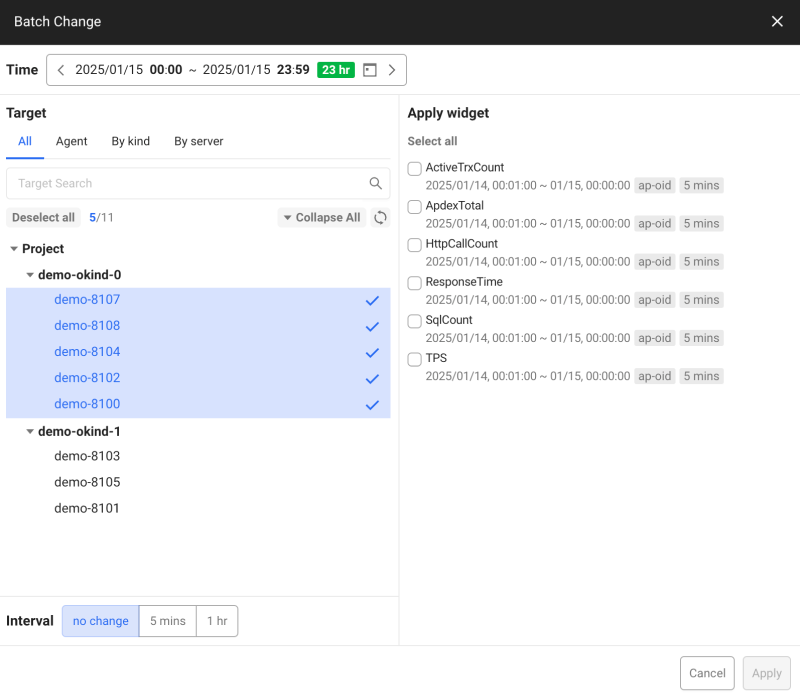 Batch Change
Time 2025/01/15 00:00 ~ 2025/01/15 23:59 23 hr
Target
All Agent By kind By server
Target Search
Deselect all 5/11 Collapse All
Project
demo-okind-0
demo-8107
demo-8108
demo-8104
demo-8102
demo-8100
demo-okind-1
demo-8103
demo-8105
demo-8101
Interval no change 5 mins 1 hr
Apply widget
Select all
ActiveTrxCount
2025/01/14, 00:01:00 ~ 01/15, 00:00:00 ap-oid 5 mins
ApdexTotal
2025/01/14, 00:01:00 ~ 01/15, 00:00:00 ap-oid 5 mins
HttpCallCount
2025/01/14, 00:01:00 ~ 01/15, 00:00:00 ap-oid 5 mins
ResponseTime
2025/01/14, 00:01:00 ~ 01/15, 00:00:00 ap-oid 5 mins
SqlCount
2025/01/14, 00:01:00 ~ 01/15, 00:00:00 ap-oid 5 mins
TPS
2025/01/14, 00:01:00 ~ 01/15, 00:00:00 ap-oid 5 mins
Cancel Apply